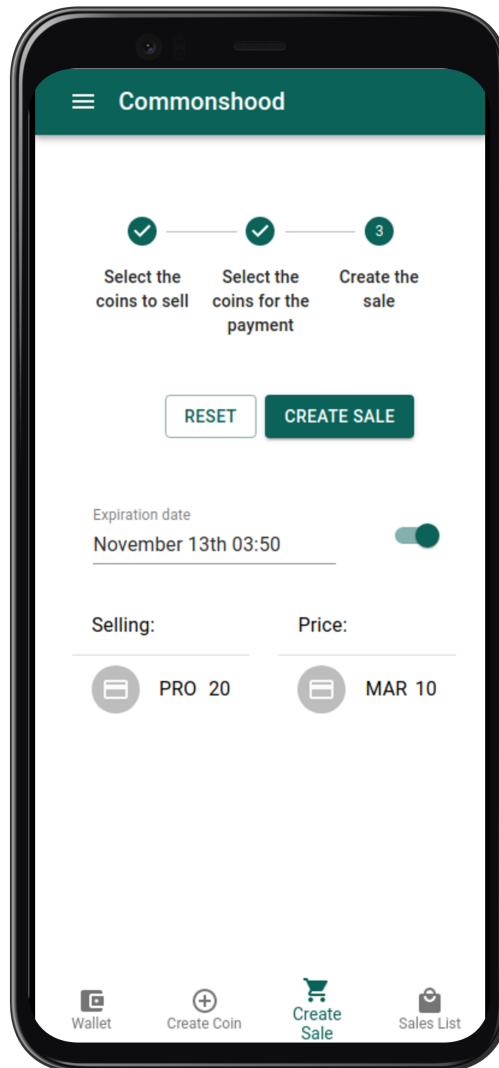 Commonshood
3
Select the
coins to sell
Select the
coins for the
payment
Create the
sale
RESET
CREATE SALE
Expiration date
November 13th 03:50
Selling:
Price:
PRO 20
MAR 10
Wallet
Create Coin
Create
Sale
Sales List